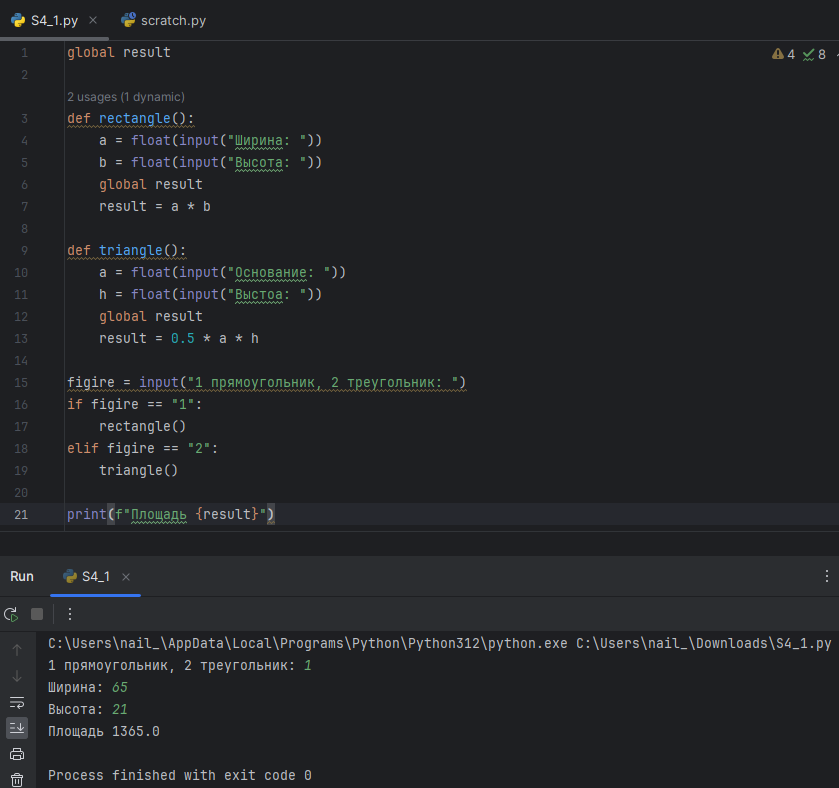 S4_1.py × scratch.py
4 8
1 global result
2
2 usages (1 dynamic)
3 def rectangle():
4     a = float(input("Ширина: "))
5     b = float(input("Высота: "))
6     global result
7     result = a * b
8
9 def triangle():
10     a = float(input("Основание: "))
11     h = float(input("Выстоа: "))
12     global result
13     result = 0.5 * a * h
14
15 figire = input("1 прямоугольник, 2 треугольник: ")
16 if figire == "1":
17     rectangle()
18 elif figire == "2":
19     triangle()
20
21 print(f"Площадь {result}")
Run S4_1 ×
C:\Users\nail_\AppData\Local\Programs\Python\Python312\python.exe C:\Users\nail_\Downloads\S4_1.py
1 прямоугольник, 2 треугольник: 1
Ширина: 65
Высота: 21
Площадь 1365.0
Process finished with exit code 0